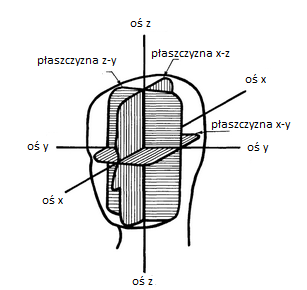 oś z
płaszczyzna x-z
płaszczyzna z-y
oś x
płaszczyzna x-y
oś y
oś y
oś x
oś z